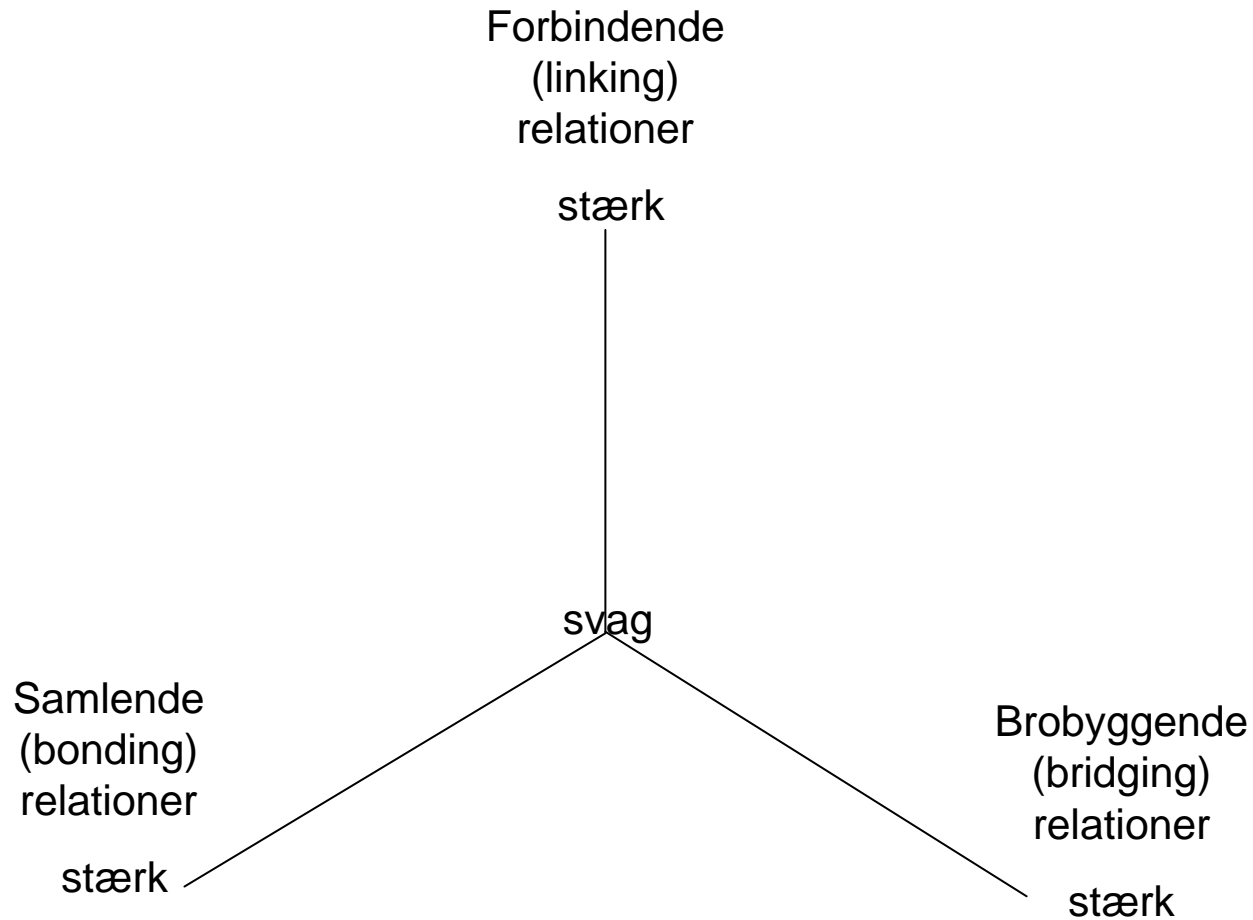 Forbindende
(linking)
relationer
stærk
svag
Samlende
(bonding)
relationer
stærk
Brobyggende
(bridging)
relationer
stærk